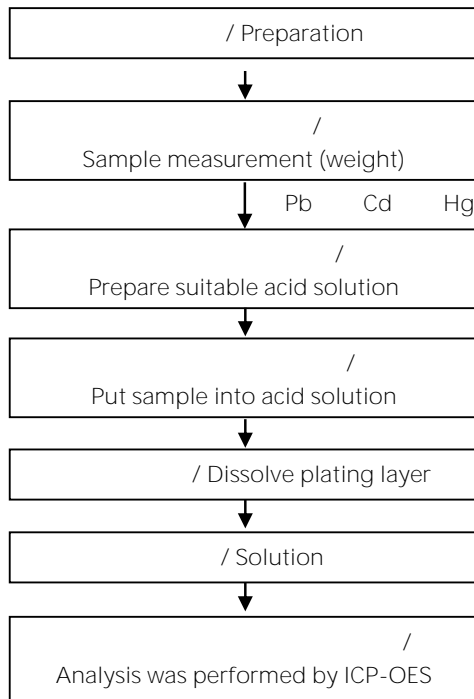 / Preparation
/
Sample measurement (weight)
Pb Cd Hg
/
Prepare suitable acid solution
/
Put sample into acid solution
/ Dissolve plating layer
/ Solution
/
Analysis was performed by ICP-OES